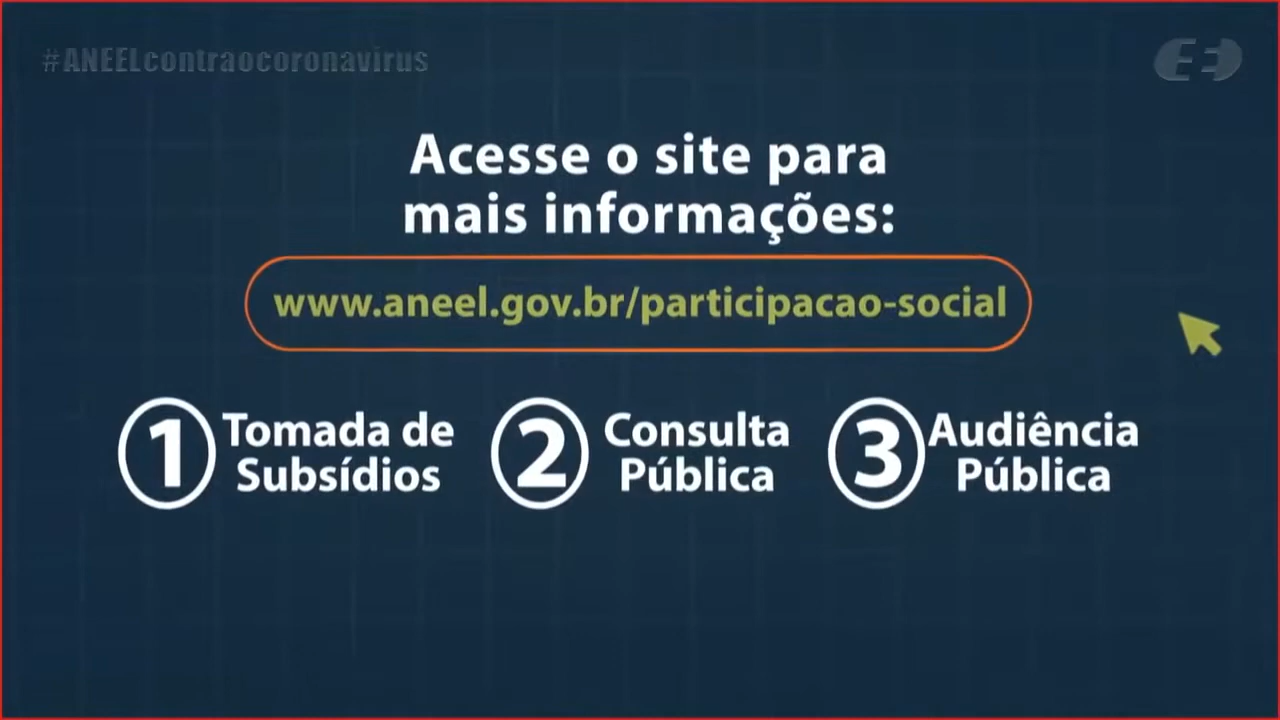 #ANEELcontraocoronavirus
Acesse o site para
mais informações:
www.aneel.gov.br/participacao-social
1 Tomada de
Subsídios
2 Consulta
Pública
3 Audiência
Pública